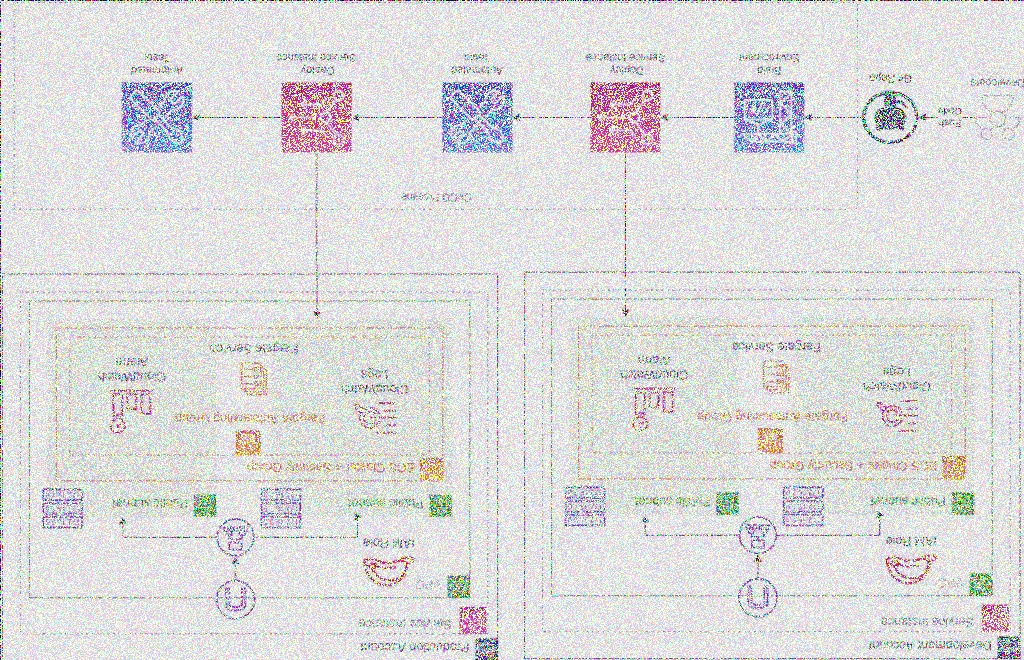 Development Account
Service Instance
VPC
IAM Role
Public subnet
Public subnet
ECS Cluster + Security Group
Fargate Autoscaling Group
CloudWatch
Logs
Fargate Service
CloudWatch
Alarm
Production Account
Service Instance
VPC
IAM Role
Public subnet
Public subnet
ECS Cluster + Security Group
Fargate Autoscaling Group
CloudWatch
Logs
Fargate Service
CloudWatch
Alarm
CI/CD Pipeline
Developers
Push
Code
Git Repo
Build
Environment
Deploy
Service Instance
Automated
Tests
Deploy
Service Instance
Automated
Tests